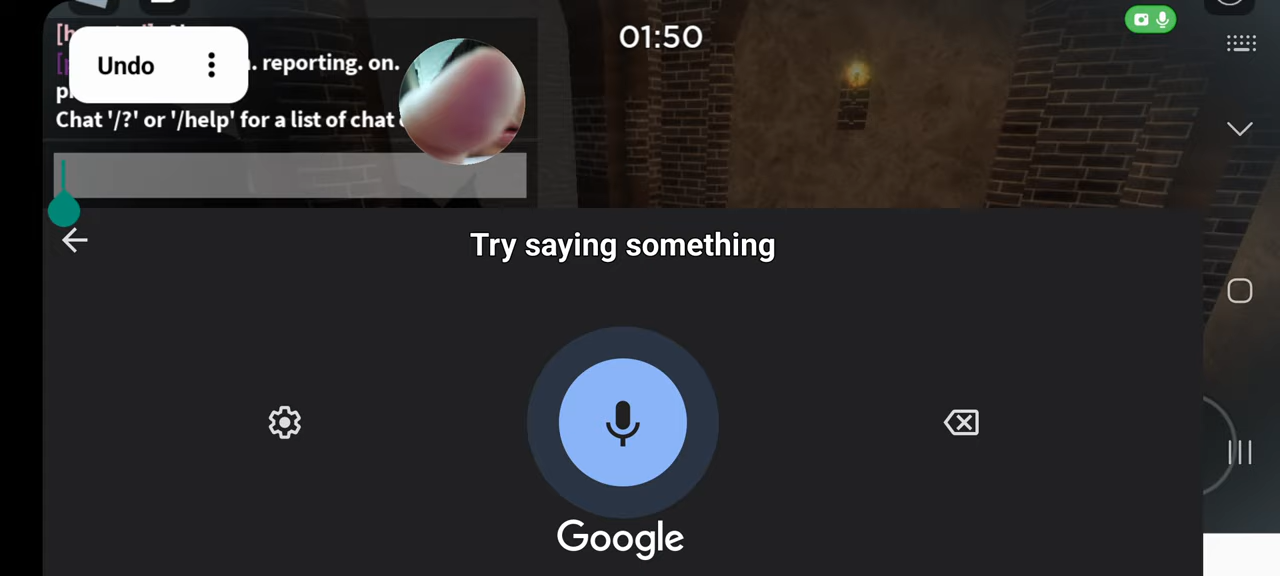 01:50
Undo
. reporting. on.
Chat '/?' or '/help' for a list of chat
Try saying something
Google